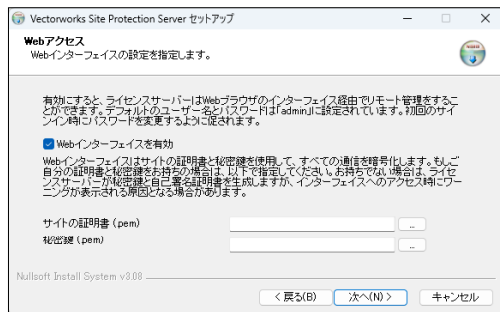 Vectorworks Site Protection Server セットアップ
Webアクセス
Webインターフェイスの設定を指定します。
有効にすると、ライセンスサーバーはWebブラウザのインターフェイス経由でリモート管理をするこ
とができます。デフォルトのユーザー名とパスワードは「admin」に設定されています。初回のサイ
ンイン時にパスワードを変更するように促されます。
Webインターフェイスを有効
Webインターフェイスはサイトの証明書と秘密鍵を使用して、すべての通信を暗号化します。もしご
自分の証明書と秘密鍵をお持ちの場合は、以下で指定してください。お持ちでない場合は、ライセ
ンスサーバーが秘密鍵と自己署名証明書を生成しますが、インターフェイスへのアクセス時にワー
ニングが表示される原因となる場合があります。
サイトの証明書 (pem)
...
秘密鍵 (pem)
...
Nullsoft Install System v3.08
< 戻る(B)
次へ(N) >
キャンセル